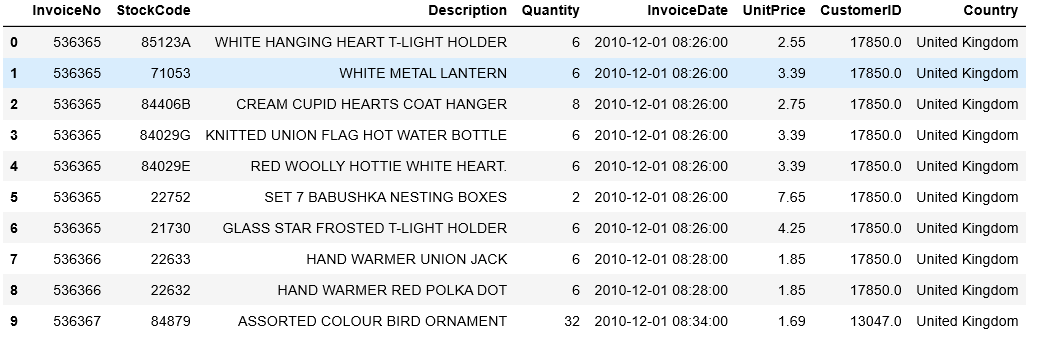 InvoiceNo StockCode Description Quantity InvoiceDate UnitPrice CustomerID Country
0 536365 85123A WHITE HANGING HEART T-LIGHT HOLDER 6 2010-12-01 08:26:00 2.55 17850.0 United Kingdom
1 536365 71053 WHITE METAL LANTERN 6 2010-12-01 08:26:00 3.39 17850.0 United Kingdom
2 536365 84406B CREAM CUPID HEARTS COAT HANGER 8 2010-12-01 08:26:00 2.75 17850.0 United Kingdom
3 536365 84029G KNITTED UNION FLAG HOT WATER BOTTLE 6 2010-12-01 08:26:00 3.39 17850.0 United Kingdom
4 536365 84029E RED WOOLLY HOTTIE WHITE HEART. 6 2010-12-01 08:26:00 3.39 17850.0 United Kingdom
5 536365 22752 SET 7 BABUSHKA NESTING BOXES 2 2010-12-01 08:26:00 7.65 17850.0 United Kingdom
6 536365 21730 GLASS STAR FROSTED T-LIGHT HOLDER 6 2010-12-01 08:26:00 4.25 17850.0 United Kingdom
7 536366 22633 HAND WARMER UNION JACK 6 2010-12-01 08:28:00 1.85 17850.0 United Kingdom
8 536366 22632 HAND WARMER RED POLKA DOT 6 2010-12-01 08:28:00 1.85 17850.0 United Kingdom
9 536367 84879 ASSORTED COLOUR BIRD ORNAMENT 32 2010-12-01 08:34:00 1.69 13047.0 United Kingdom